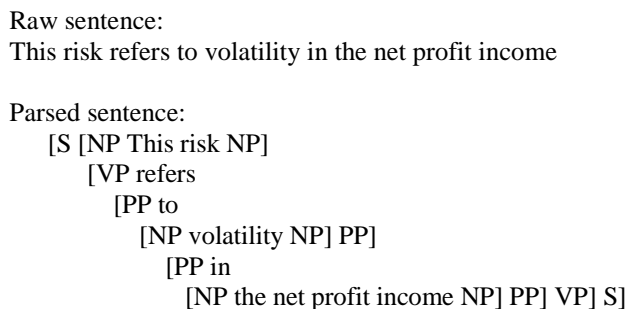 Raw sentence:
This risk refers to volatility in the net profit income
Parsed sentence:
[S [NP This risk NP]
[VP refers
[PP to
[NP volatility NP] PP]
[PP in
[NP the net profit income NP] PP] VP] S]